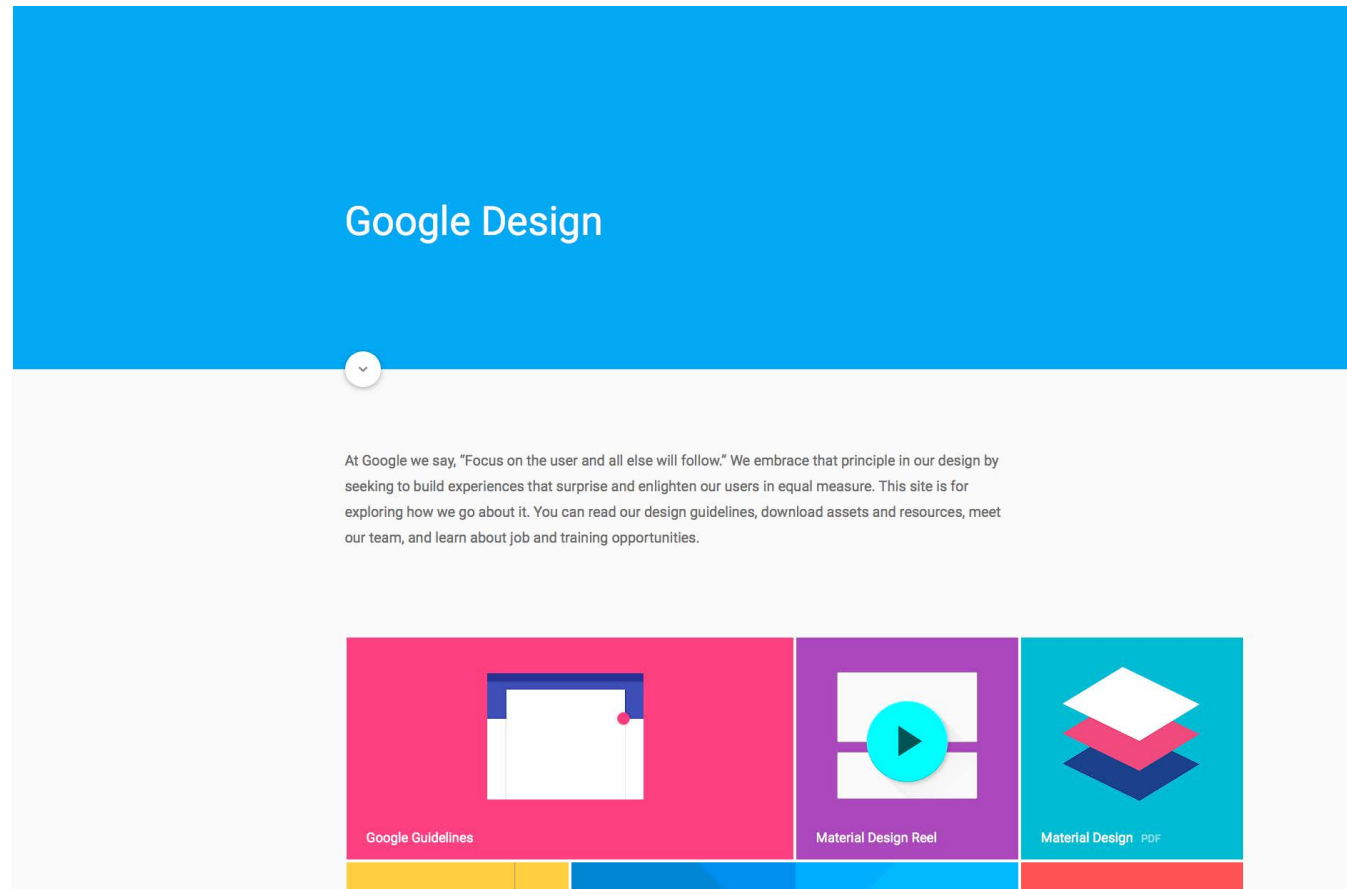 Google Design
At Google we say, “Focus on the user and all else will follow.” We embrace that principle in our design by
seeking to build experiences that surprise and enlighten our users in equal measure. This site is for
exploring how we go about it. You can read our design guidelines, download assets and resources, meet
our team, and learn about job and training opportunities.
Google Guidelines
Material Design Reel
Material Design PDF